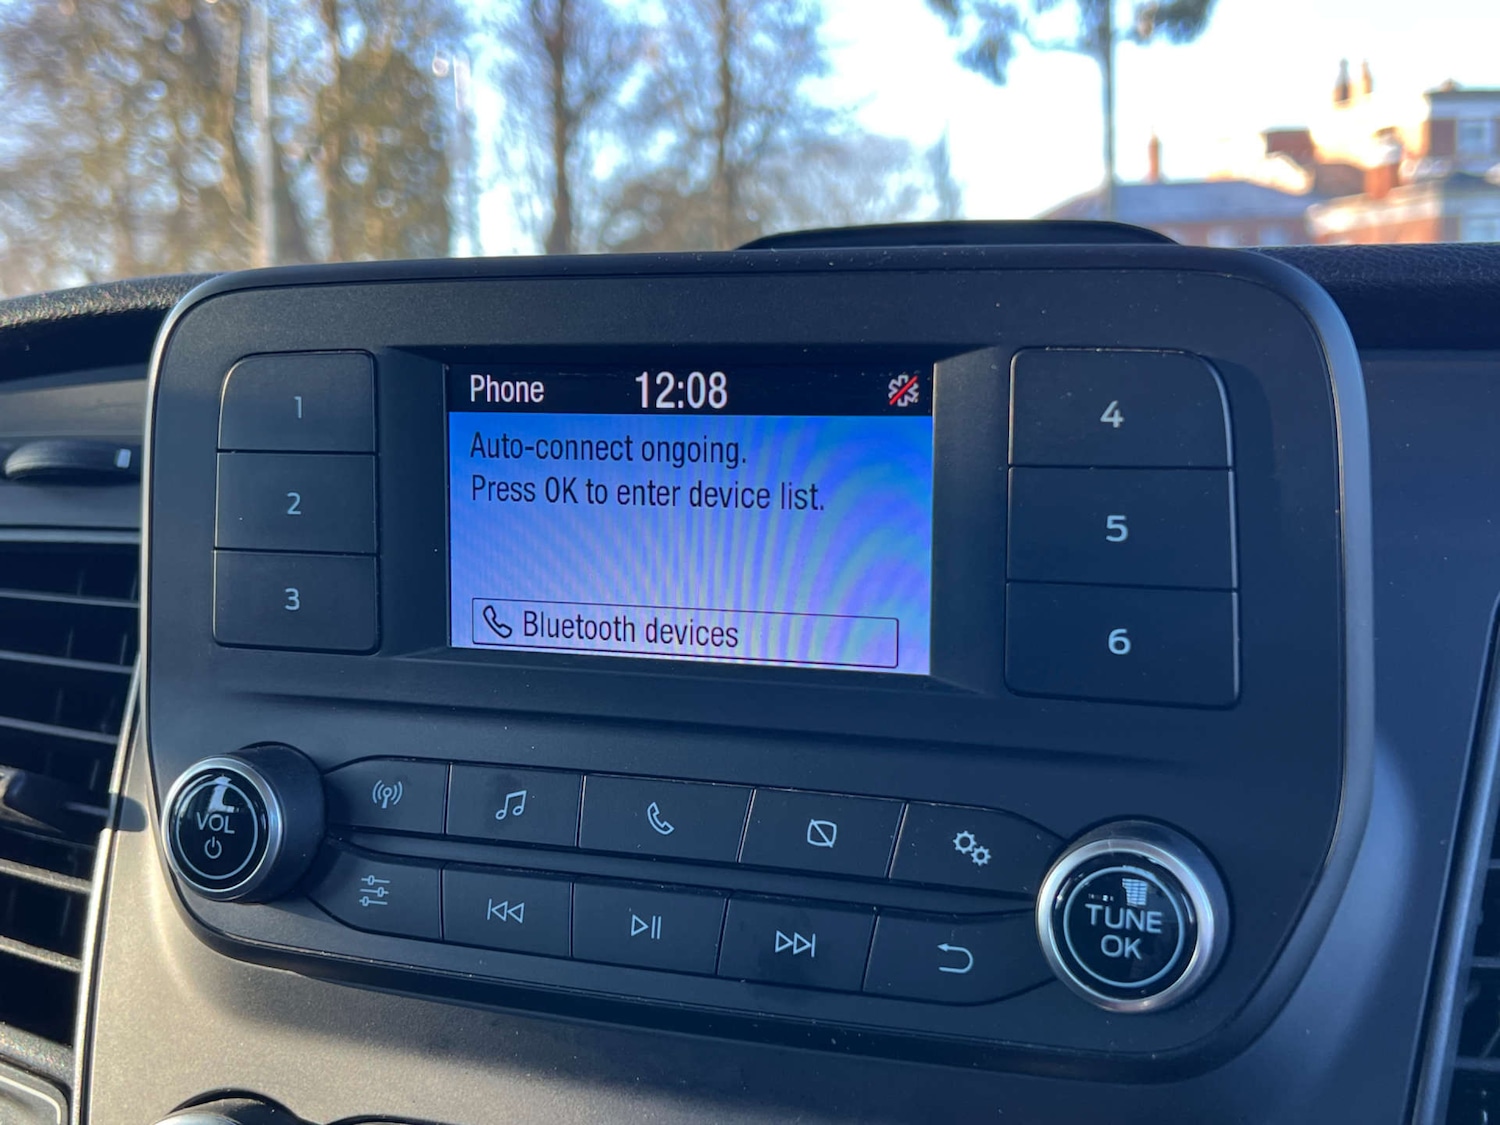 Phone 12:08
Auto-connect ongoing.
Press OK to enter device list.
Bluetooth devices
1
2
3
4
5
6
VOL
TUNE
OK